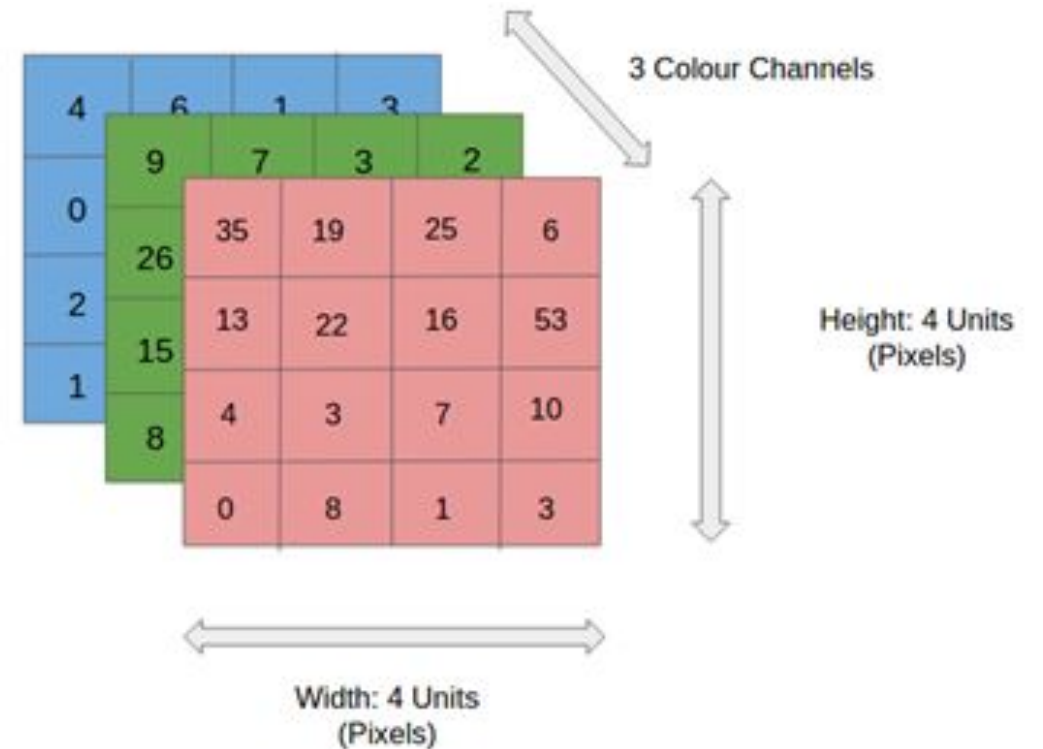 3 Colour Channels
4 6 1 3
9 7 3 2
0
35 19 25 6
26
2
13 22 16 53
15
1
4 3 7 10
8
0 8 1 3
Height: 4 Units
(Pixels)
Width: 4 Units
(Pixels)